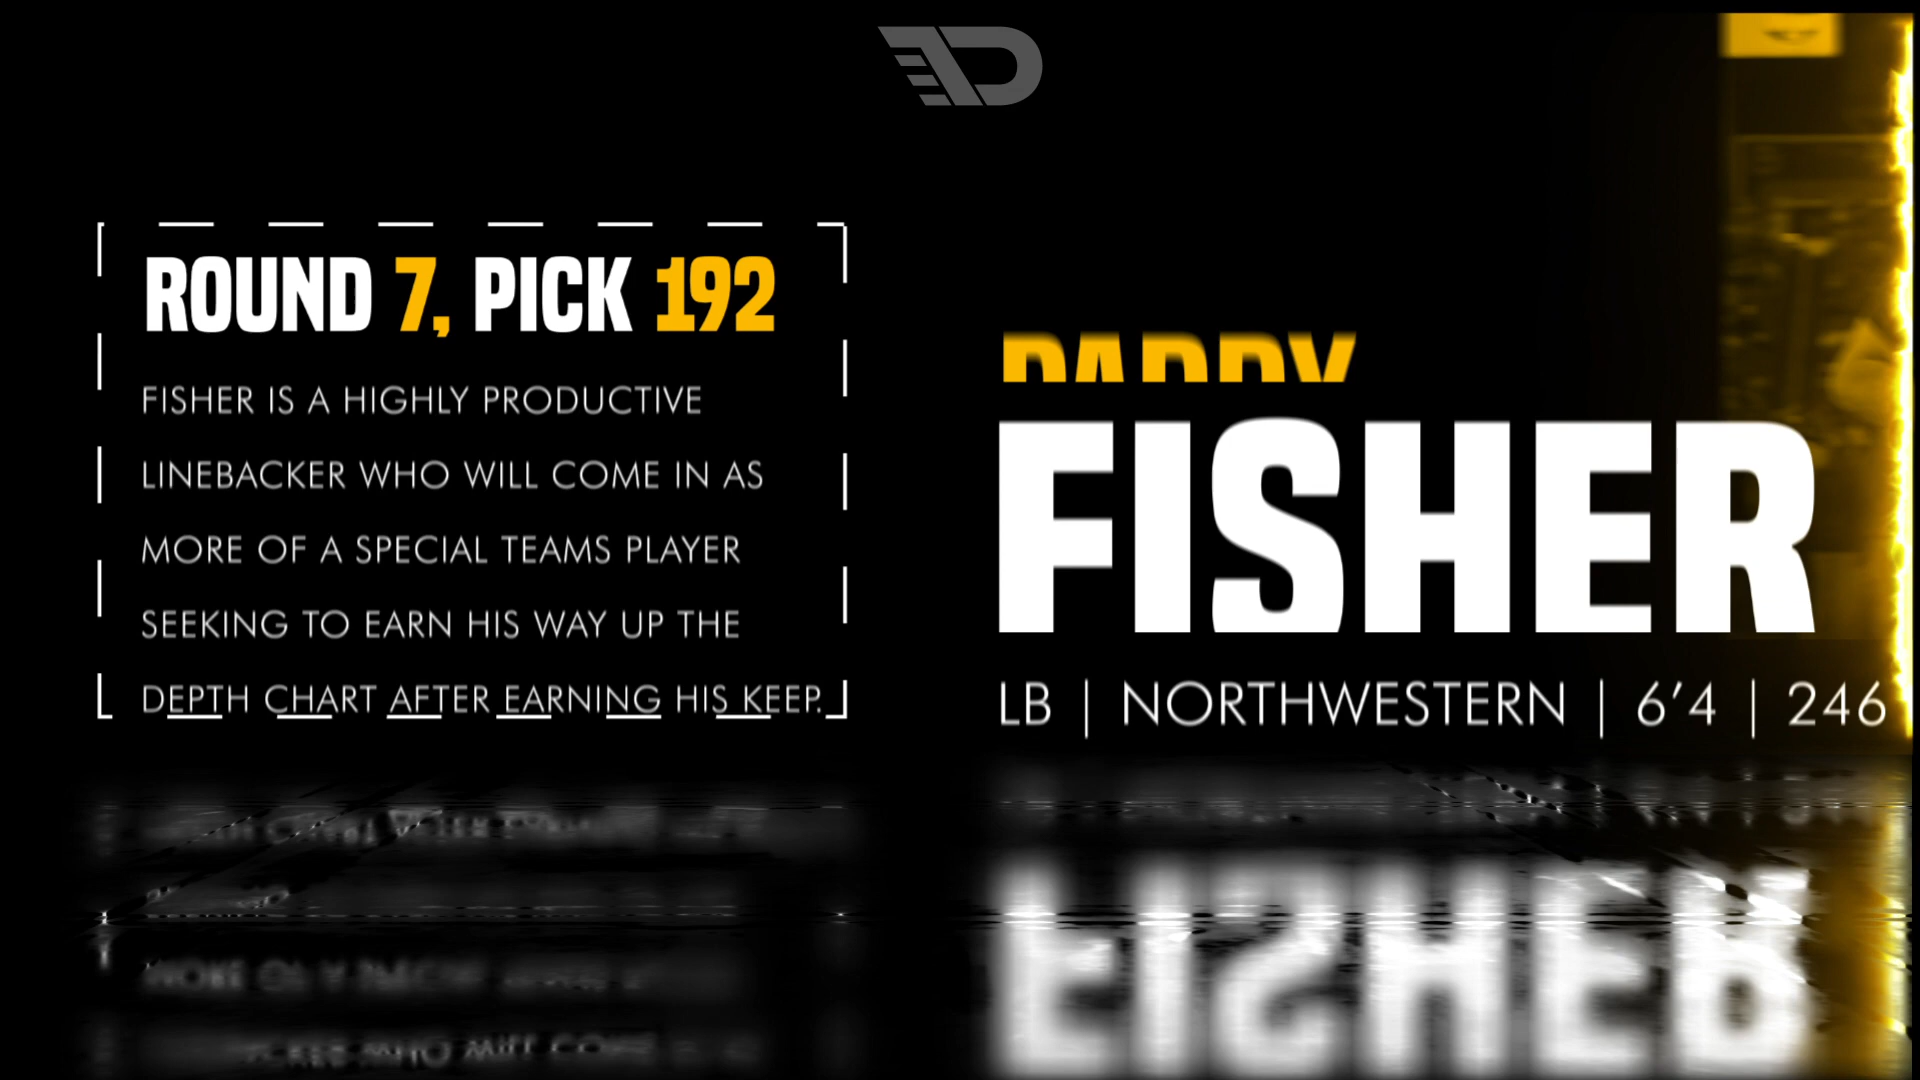 ROUND 7, PICK 192
FISHER IS A HIGHLY PRODUCTIVE
LINEBACKER WHO WILL COME IN AS
MORE OF A SPECIAL TEAMS PLAYER
SEEKING TO EARN HIS WAY UP THE
DEPTH CHART AFTER EARNING HIS KEEP.
FISHER
LB | NORTHWESTERN | 6’4 | 246